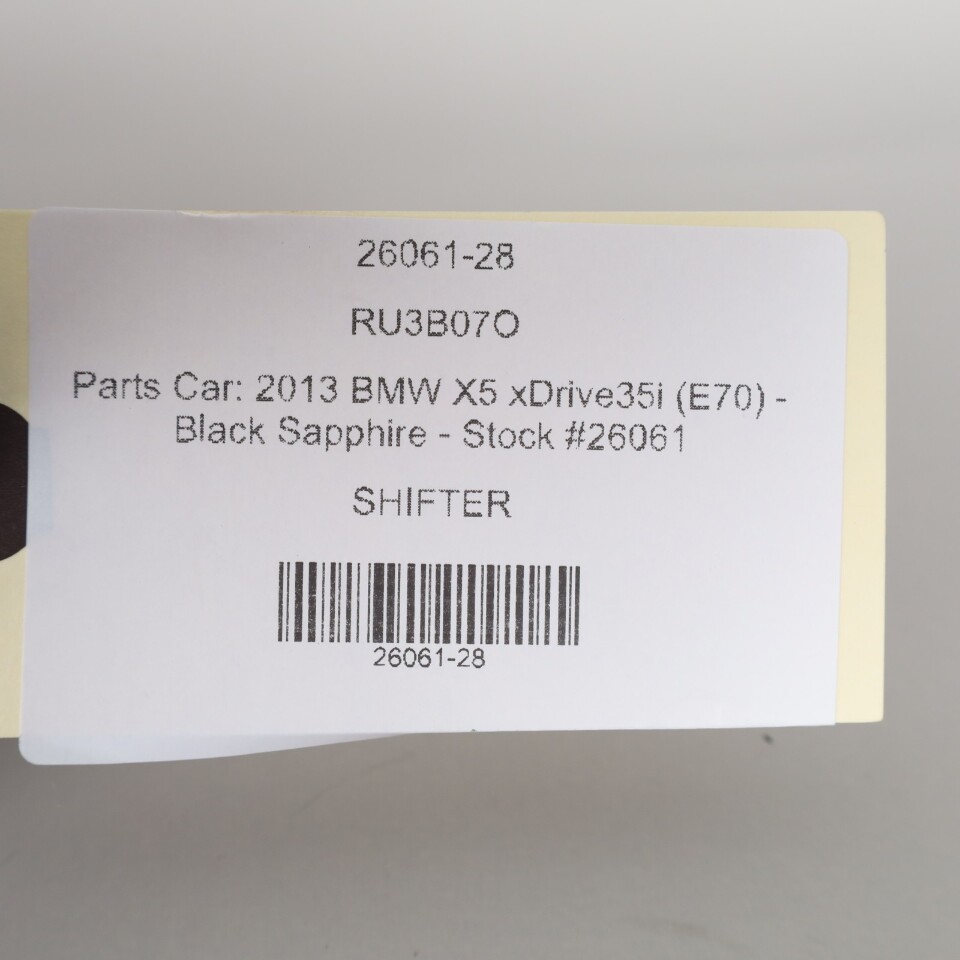 26061-28
RU3B07O
Parts Car: 2013 BMW X5 xDrive35i (E70) -
Black Sapphire - Stock #26061
SHIFTER
26061-28